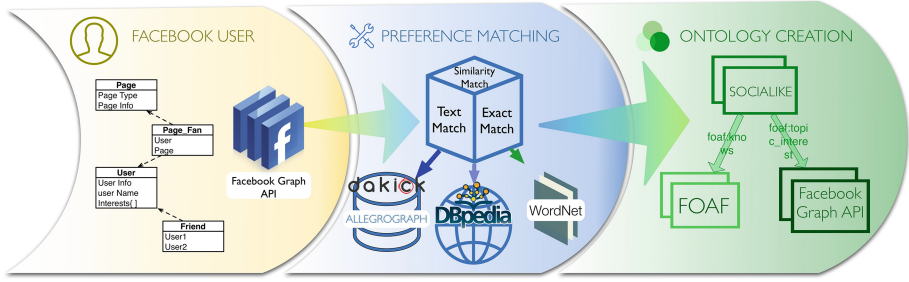 FACEBOOK USER
Page
Page Type
Page Info
Page_Fan
User
Page
User
User Info
user Name
Interests[ ]
Friend
User1
User2
f
Facebook Graph
API
PREFERENCE MATCHING
Similarity
Match
Text
Match
Exact
Match
dakick
ALLEGROGRAPH
DBpedia
WordNet
ONTOLOGY CREATION
SOCIALIKE
foaf:kno
ws
foaf:topi
c_intere
est
FOAF
Facebook
Graph API